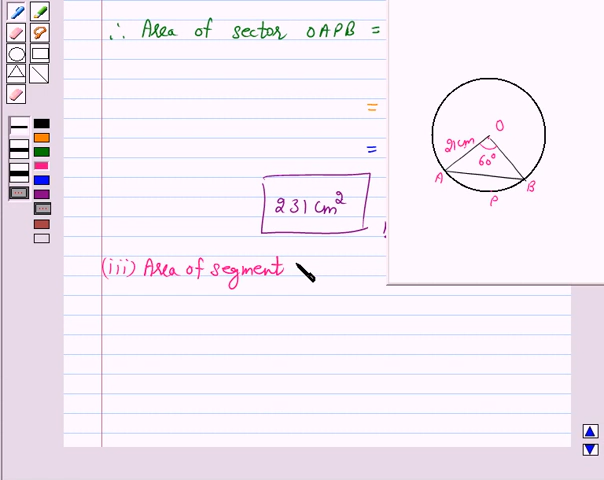 ∴ Area of sector OAPB =
=
=
231 cm²
(iii) Area of segment
O
21cm
60°
A
B
P